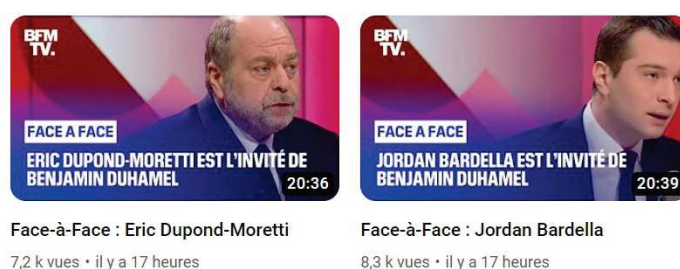 BFM
TV.
FACE A FACE
ERIC DUPOND-MORETTI EST L'INVITÉ DE
BENJAMIN DUHAMEL
20:36
Face-à-Face : Eric Dupond-Moretti
7,2 k vues • il y a 17 heures
BFM
TV.
FACE A FACE
JORDAN BARDELLA EST L'INVITÉ DE
BENJAMIN DUHAMEL
20:39
Face-à-Face : Jordan Bardella
8,3 k vues • il y a 17 heures